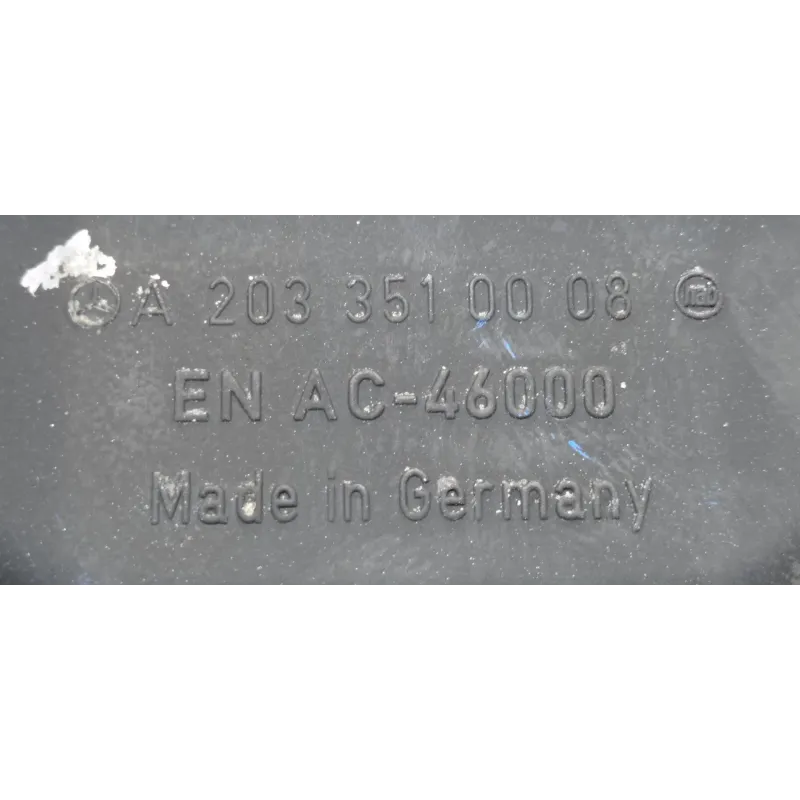 A 203 351 00 08
EN AC-46000
Made in Germany